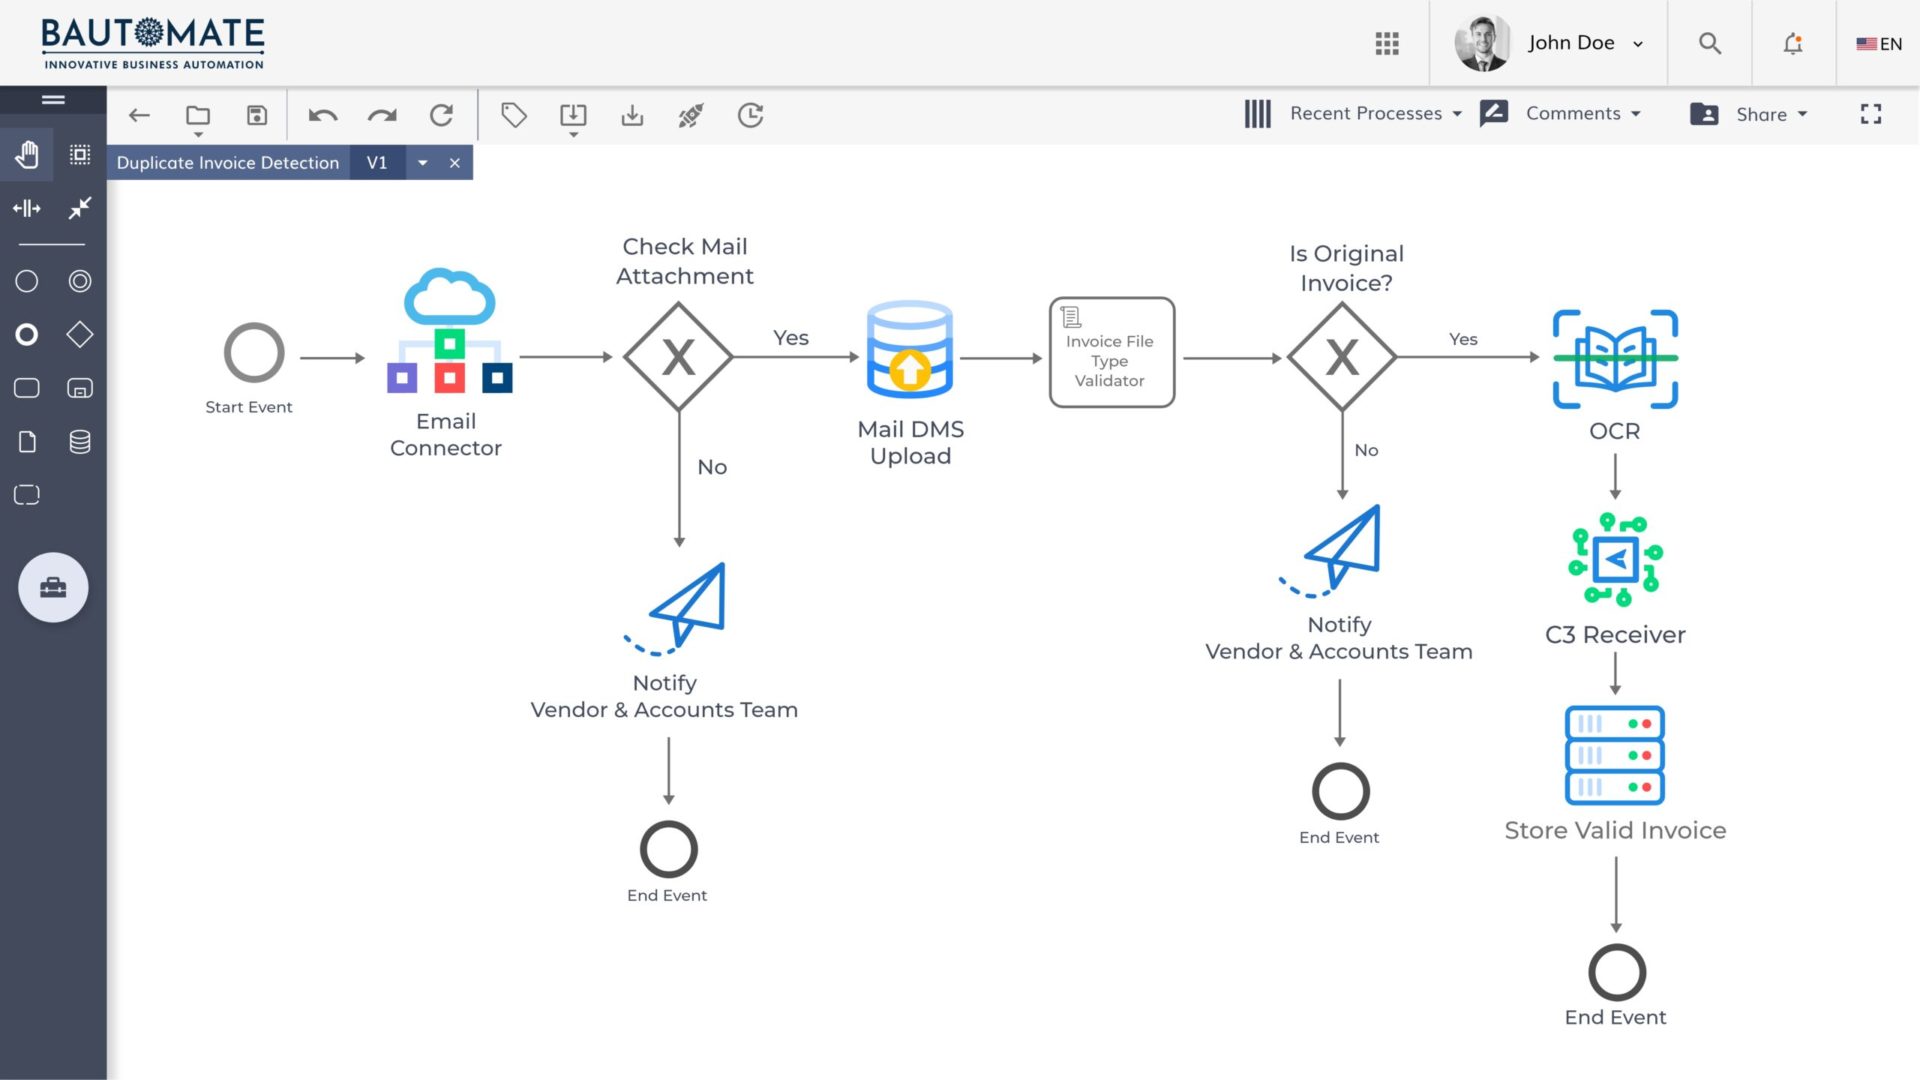 BAUTOMATE
INNOVATIVE BUSINESS AUTOMATION
John Doe
EN
Recent Processes
Comments
Share
Duplicate Invoice Detection
V1
Check Mail
Attachment
Is Original
Invoice?
X
X
Yes
Yes
Invoice File
Type
Validator
Start Event
Email
Connector
Mail DMS
Upload
OCR
No
No
Notify
Vendor & Accounts Team
C3 Receiver
Notify
Vendor & Accounts Team
Store Valid Invoice
End Event
End Event
End Event